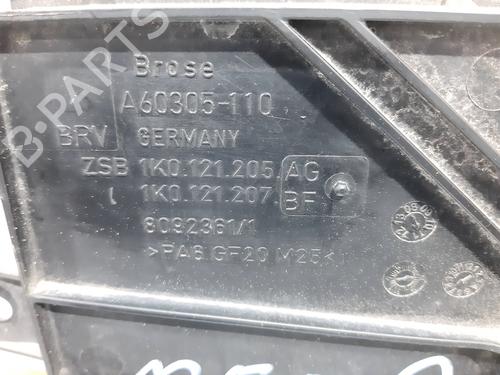 Brose
A60305-110
BRV GERMANY
ZSB 1K0.121.205. AG
1K0.121.207. BF
8092361/1
>PA6 GF20 M25<
B-PARTS